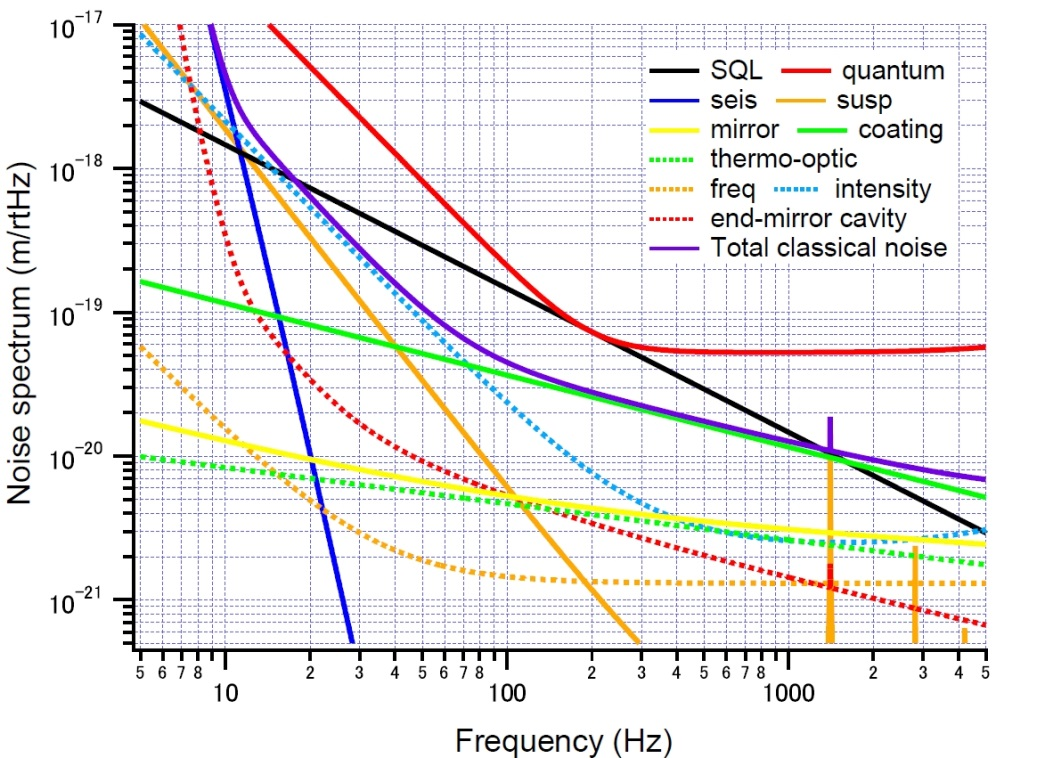 10−17
10−18
10−19
10−20
10−21
Noise spectrum (m/rtHz)
SQL quantum
seis susp
mirror coating
thermo-optic
freq intensity
end-mirror cavity
Total classical noise
5 6 7 8 2 3 4 5 6 7 8 2 3 4 5 6 7 8 2 3 4 5
10 100 1000
Frequency (Hz)